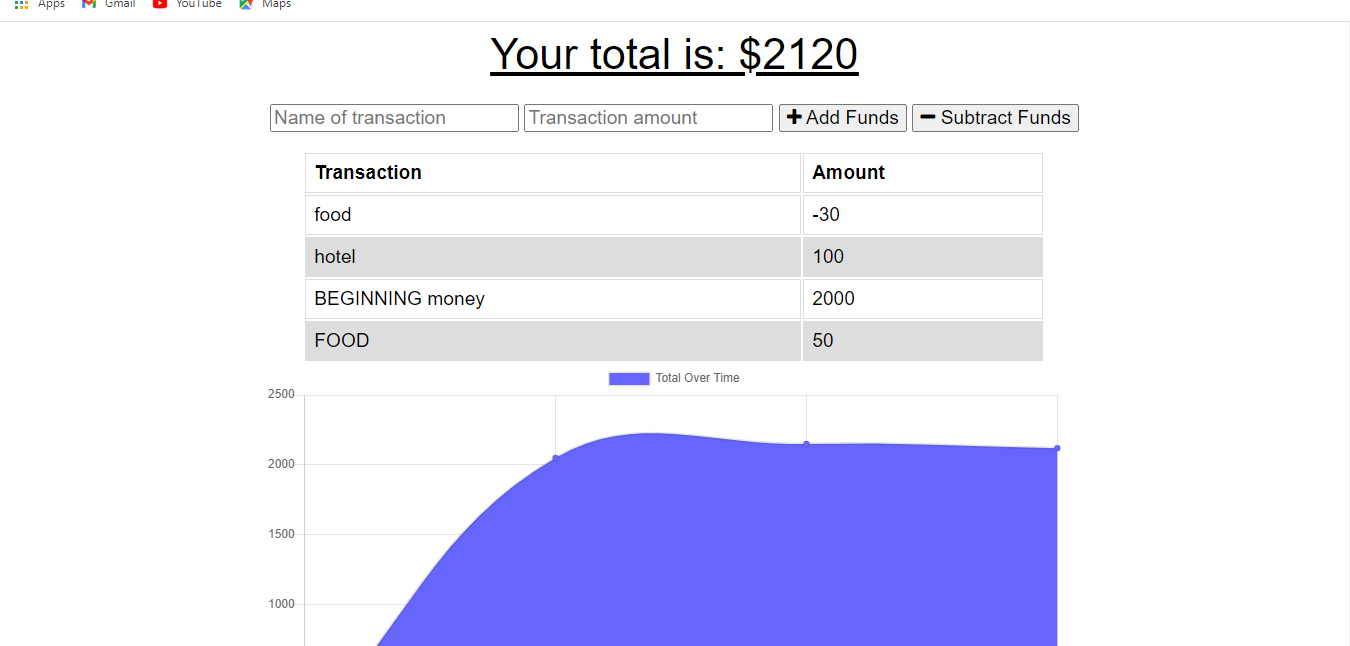 Apps Gmail YouTube Maps
Your total is: $2120
Name of transaction Transaction amount Add Funds Subtract Funds
Transaction Amount
food -30
hotel 100
BEGINNING money 2000
FOOD 50
Total Over Time
2500
2000
1500
1000